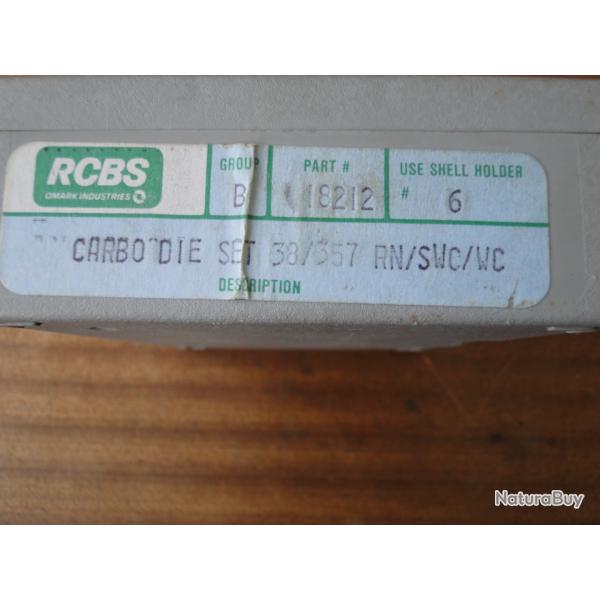 RCBS
OMARK INDUSTRIES
GROUP
B
PART #
18212
USE SHELL HOLDER
# 6
CARBO DIE SET 38/357 RN/SWC/WC
DESCRIPTION
NaturaBuy